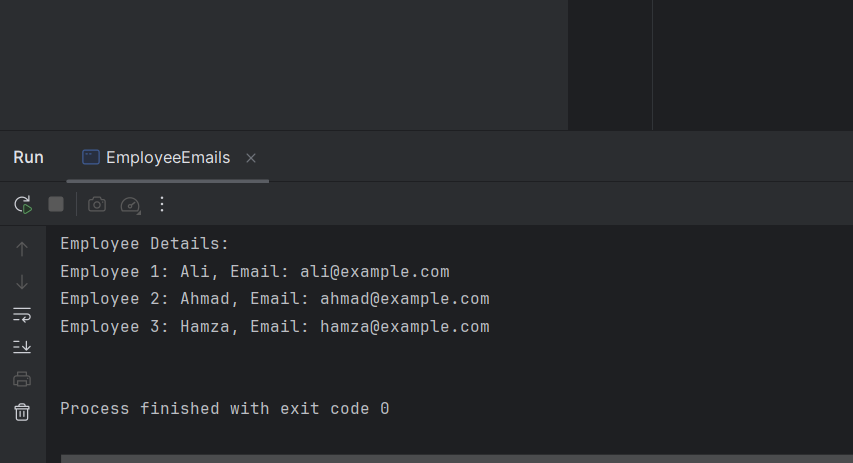 Run
EmployeeEmails
Employee Details:
Employee 1: Ali, Email: ali@example.com
Employee 2: Ahmad, Email: ahmad@example.com
Employee 3: Hamza, Email: hamza@example.com
Process finished with exit code 0